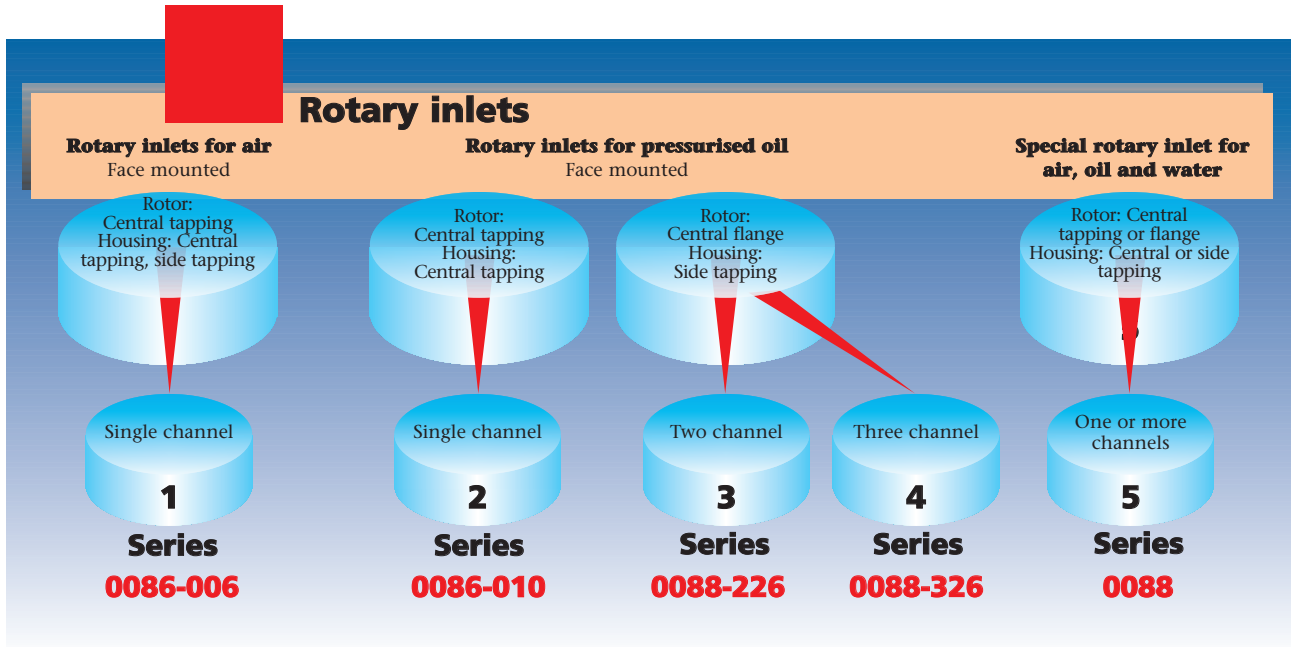 Rotary inlets
Rotary inlets for air
Face mounted
Rotor:
Central tapping
Housing: Central
tapping, side tapping
Single channel
1
Series
0086-006
Rotary inlets for pressurised oil
Face mounted
Rotor:
Central tapping
Housing:
Central tapping
Single channel
2
Series
0086-010
Rotor:
Central flange
Housing:
Side tapping
Two channel
3
Series
0088-226
Three channel
4
Series
0088-326
Special rotary inlet for
air, oil and water
Rotor: Central
tapping or flange
Housing: Central or side
tapping
One or more
channels
5
Series
0088